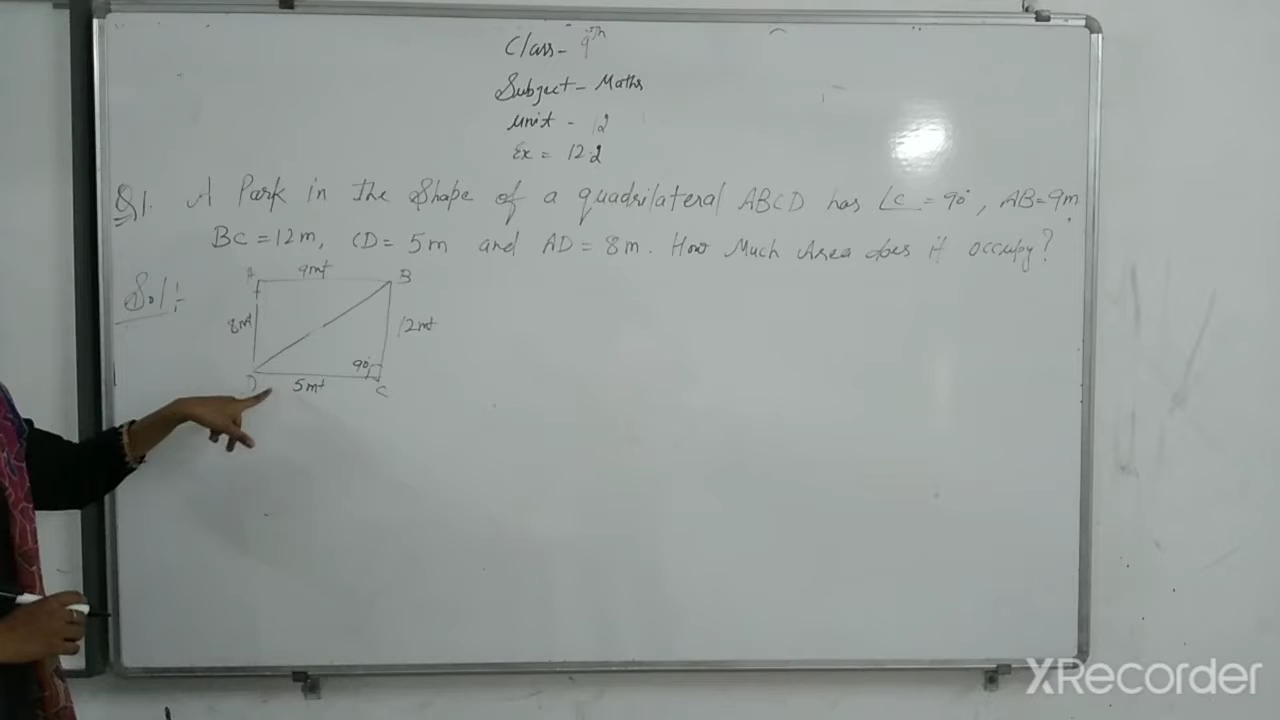 Class - 9th
Subject - Maths
Unit - 12
Ex = 12.2
Q1. A Park in the Shape of a quadrilateral ABCD has ∠C = 90°, AB = 9m,
BC = 12m, CD = 5m and AD = 8m. How Much Area does it occupy?
Sol:-
A 9mt B
8mt 12mt
90°
D 5mt C
XRecorder